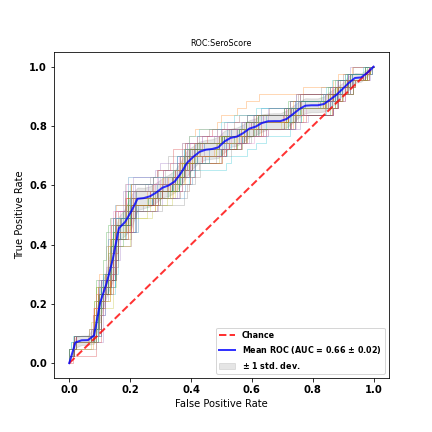 ROC:SeroScore
1.0
0.8
0.6
0.4
0.2
0.0
True Positive Rate
0.0 0.2 0.4 0.6 0.8 1.0
False Positive Rate
Chance
Mean ROC (AUC = 0.66 ± 0.02)
± 1 std. dev.